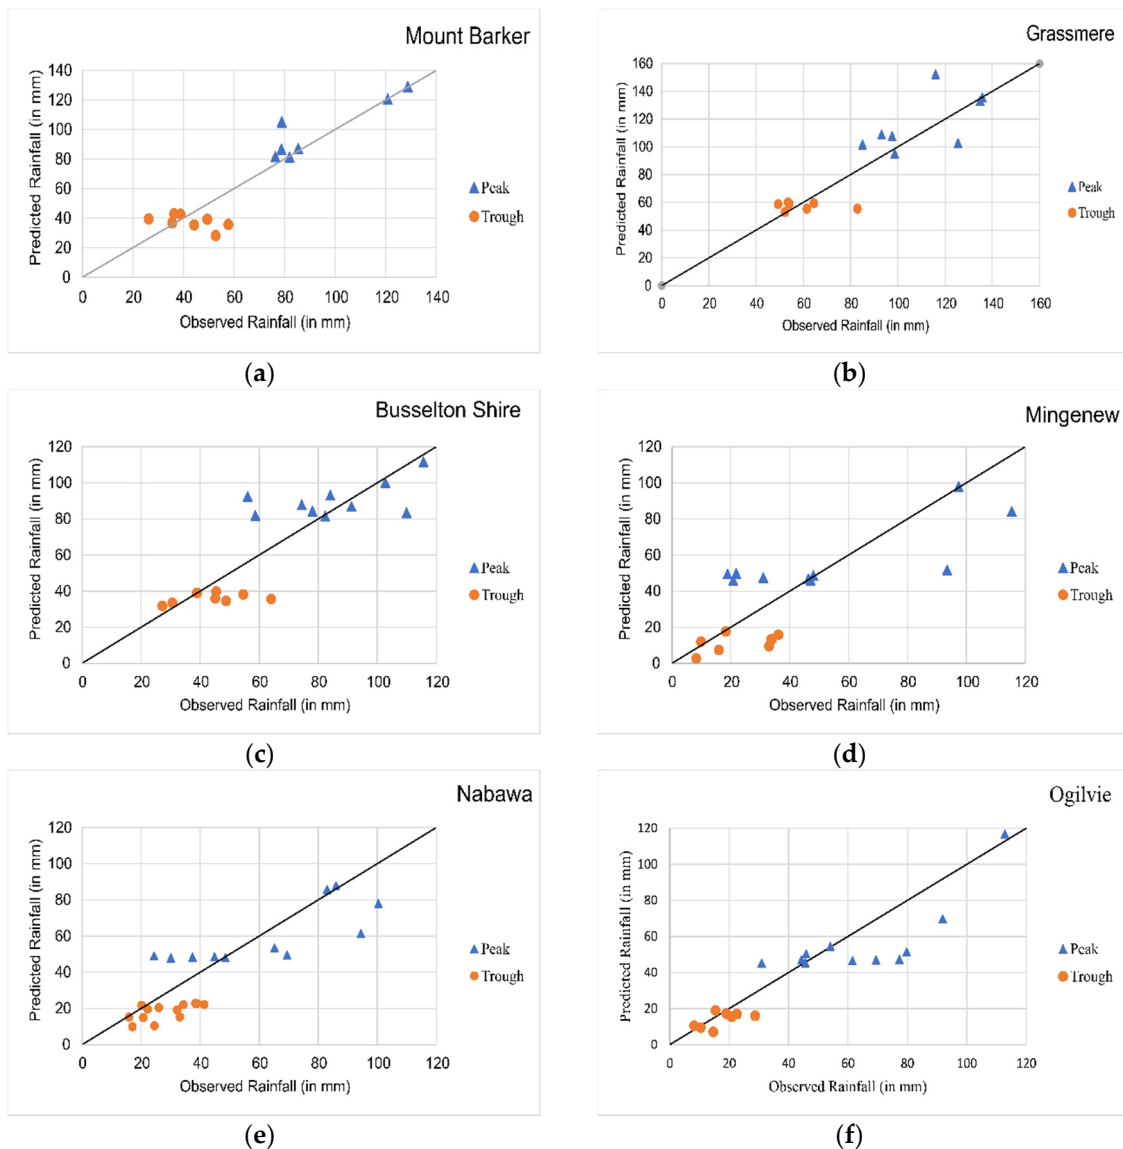 Mount Barker
Predicted Rainfall (in mm)
140
120
100
80
60
40
20
0
0 20 40 60 80 100 120 140
Observed Rainfall (in mm)
Peak
Trough
(a)
Grassmere
Predicted Rainfall (in mm)
160
140
120
100
80
60
40
20
0
0 20 40 60 80 100 120 140 160
Observed Rainfall (in mm)
Peak
Trough
(b)
Busselton Shire
Predicted Rainfall (in mm)
120
100
80
60
40
20
0
0 20 40 60 80 100 120
Observed Rainfall (in mm)
Peak
Trough
(c)
Mingenew
Predicted Rainfall (in mm)
120
100
80
60
40
20
0
0 20 40 60 80 100 120
Observed Rainfall (in mm)
Peak
Trough
(d)
Nabawa
Predicted Rainfall (in mm)
120
100
80
60
40
20
0
0 20 40 60 80 100 120
Observed Rainfall (in mm)
Peak
Trough
(e)
Ogilvie
Predicted Rainfall (in mm)
120
100
80
60
40
20
0
0 20 40 60 80 100 120
Observed Rainfall (in mm)
Peak
Trough
(f)